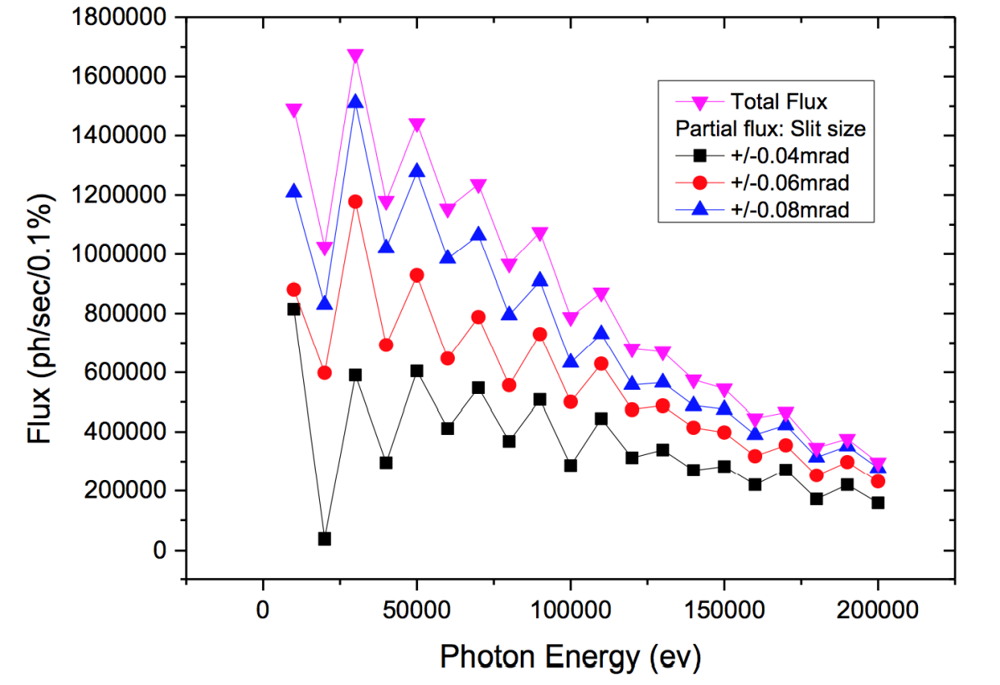 1800000
1600000
1400000
1200000
1000000
800000
600000
400000
200000
0
Flux (ph/sec/0.1%)
Total Flux
Partial flux: Slit size
+/-0.04mrad
+/-0.06mrad
+/-0.08mrad
0 50000 100000 150000 200000
Photon Energy (ev)